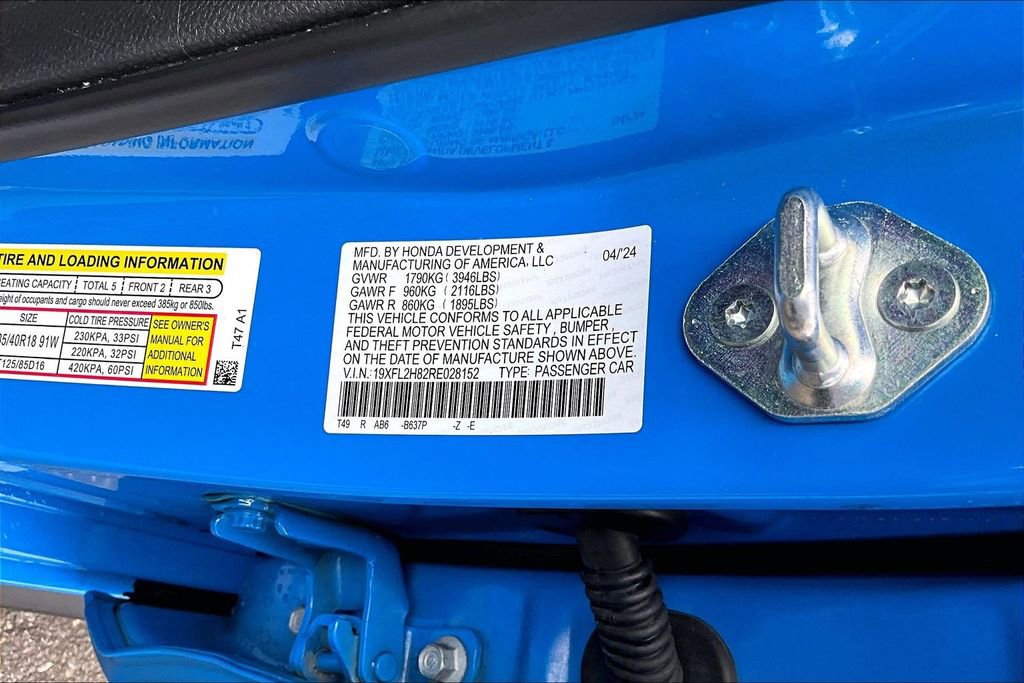 TIRE AND LOADING INFORMATION
SEATING CAPACITY TOTAL 5 FRONT 2 REAR 3
weight of occupants and cargo should never exceed 385kg or 850lbs.
SIZE COLD TIRE PRESSURE SEE OWNER'S MANUAL FOR ADDITIONAL INFORMATION
35/40R18 91W 230KPA, 33PSI
220KPA, 32PSI
T125/85D16 420KPA, 60PSI
T47 A1
MFD. BY HONDA DEVELOPMENT & 04/'24
MANUFACTURING OF AMERICA, LLC
GVWR 1790KG (3946LBS)
GAWR F 960KG (2116LBS)
GAWR R 860KG (1895LBS)
THIS VEHICLE CONFORMS TO ALL APPLICABLE
FEDERAL MOTOR VEHICLE SAFETY, BUMPER,
AND THEFT PREVENTION STANDARDS IN EFFECT
ON THE DATE OF MANUFACTURE SHOWN ABOVE.
V.I.N.: 19XFL2H82RE028152 TYPE: PASSENGER CAR
T49 R AB6 -B637P -Z -E